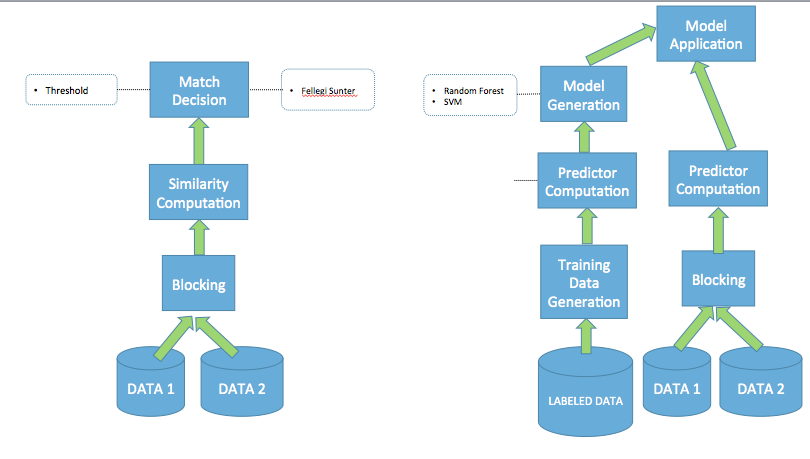 Match
Decision
• Threshold
• Fellegi Sunter
Similarity
Computation
Blocking
DATA 1
DATA 2
Model
Application
Model
Generation
• Random Forest
• SVM
Predictor
Computation
Predictor
Computation
Training
Data
Generation
Blocking
LABELED DATA
DATA 1
DATA 2